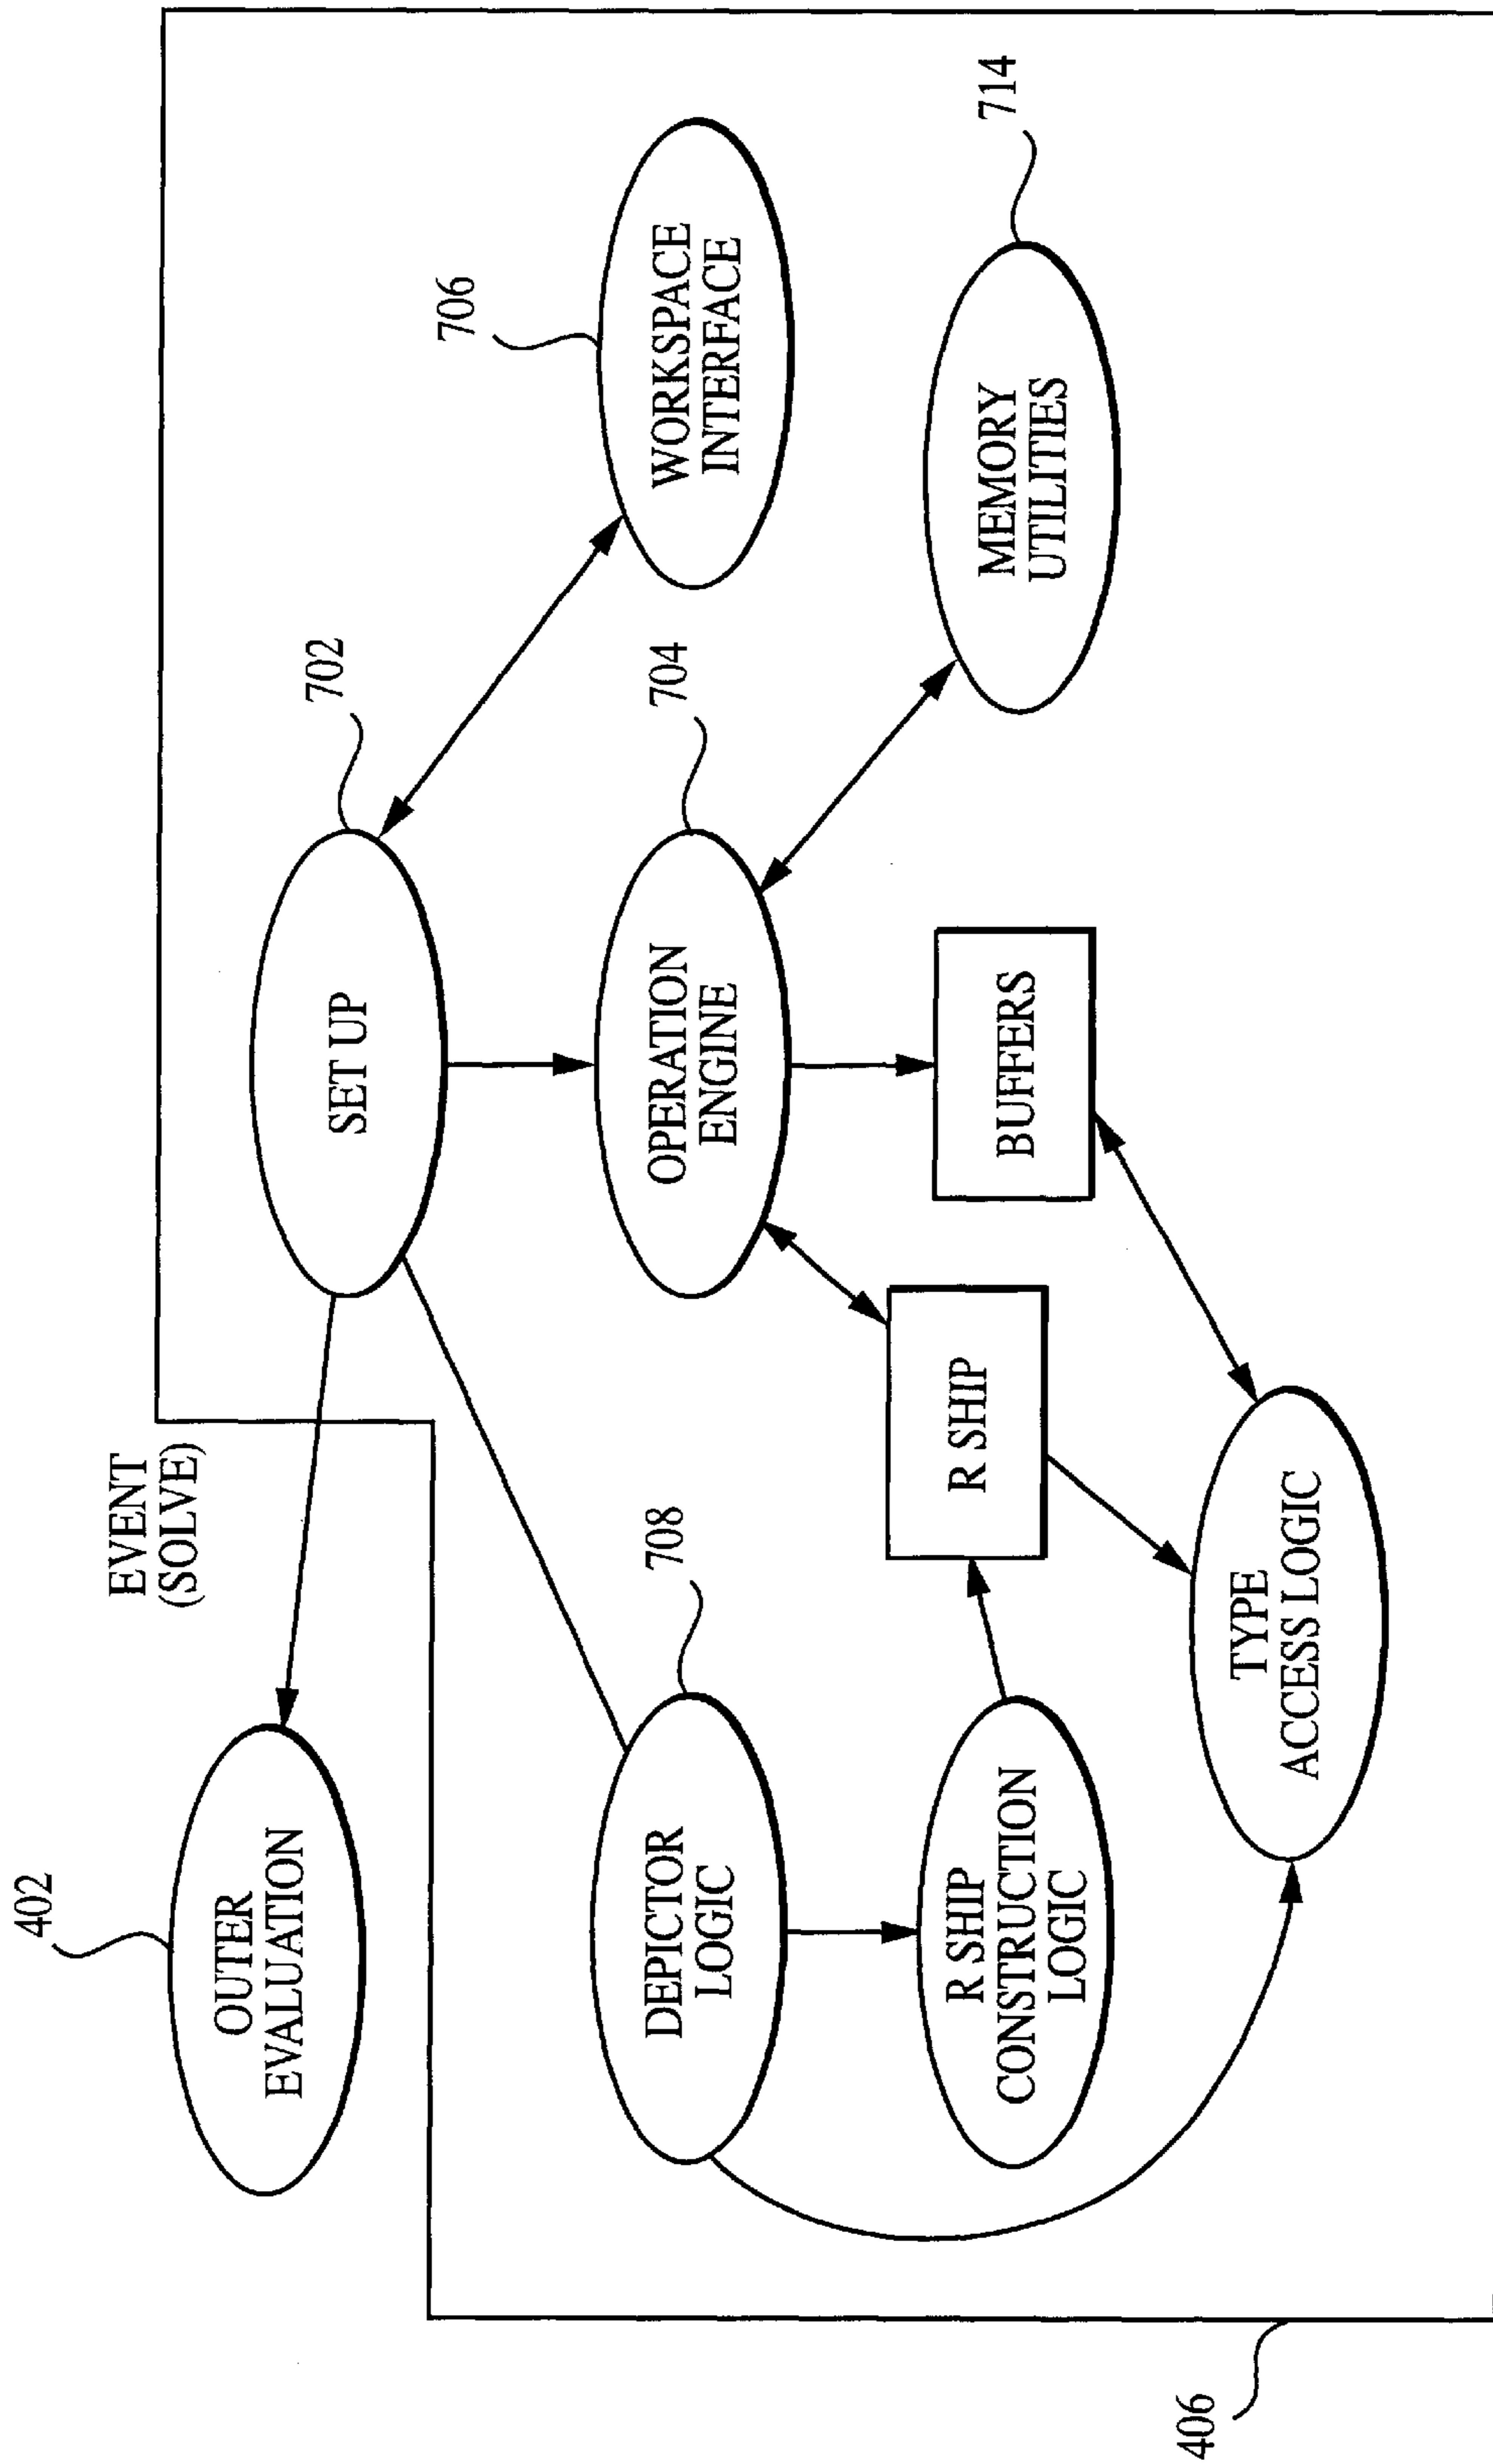 402
OUTER
EVALUATION
EVENT
(SOLVE)
SET UP
702
706
WORKSPACE
INTERFACE
708
DEPICTOR
LOGIC
OPERATION
ENGINE
704
R SHIP
CONSTRUCTION
LOGIC
R SHIP
BUFFERS
MEMORY
UTILITIES
714
TYPE
ACCESS LOGIC
406